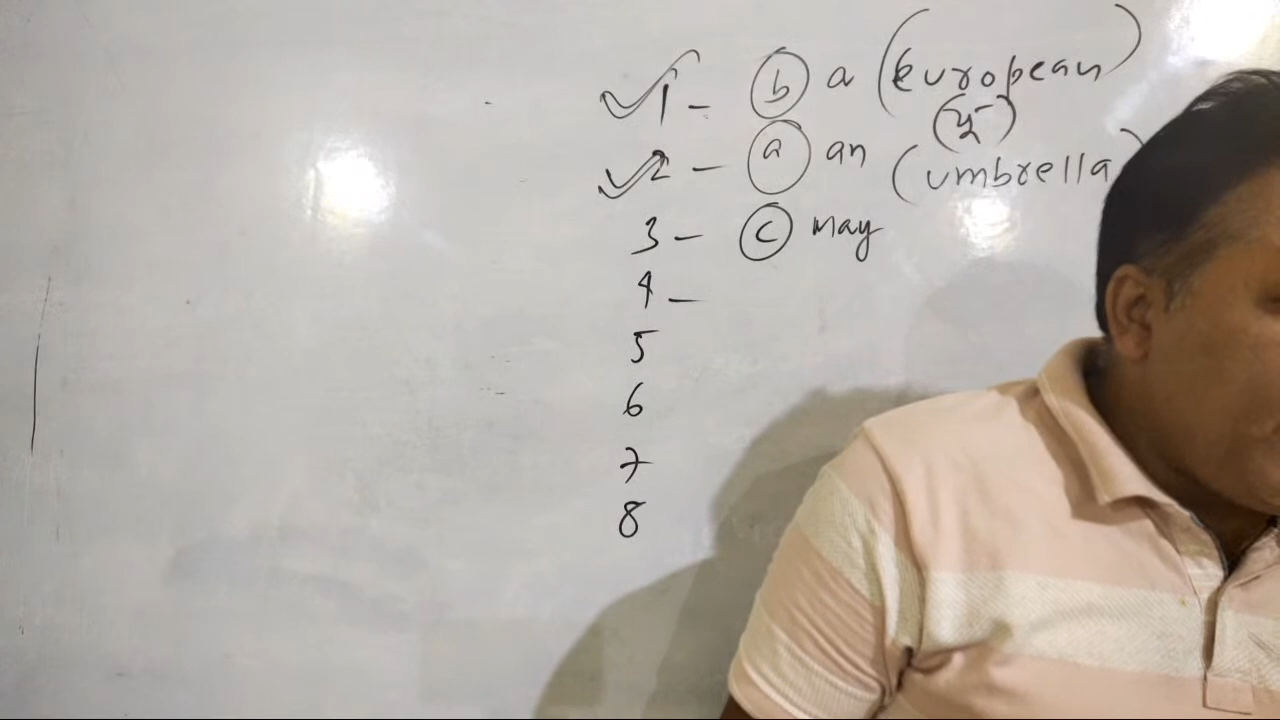 1 - (b) a (European)
(y)
2 - (a) an (umbrella)
3 - (c) may
4 -
5
6
7
8